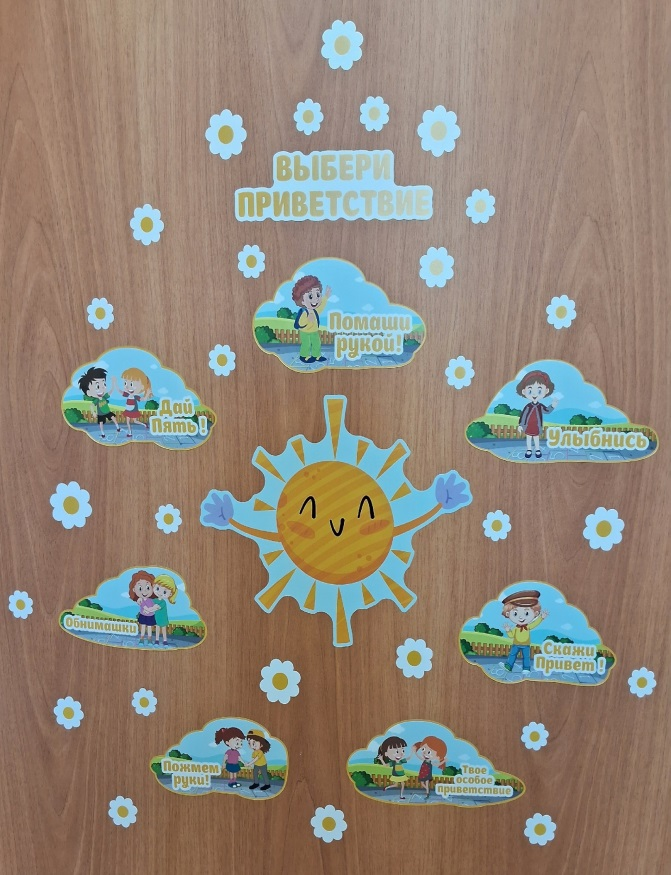 ВЫБЕРИ
ПРИВЕТСТВИЕ
Помаши
рукой!
Дай
Пять !
Улыбнись
Обнимашки
Скажи
Привет !
Пожмем
руки!
Твое
особое
приветствие